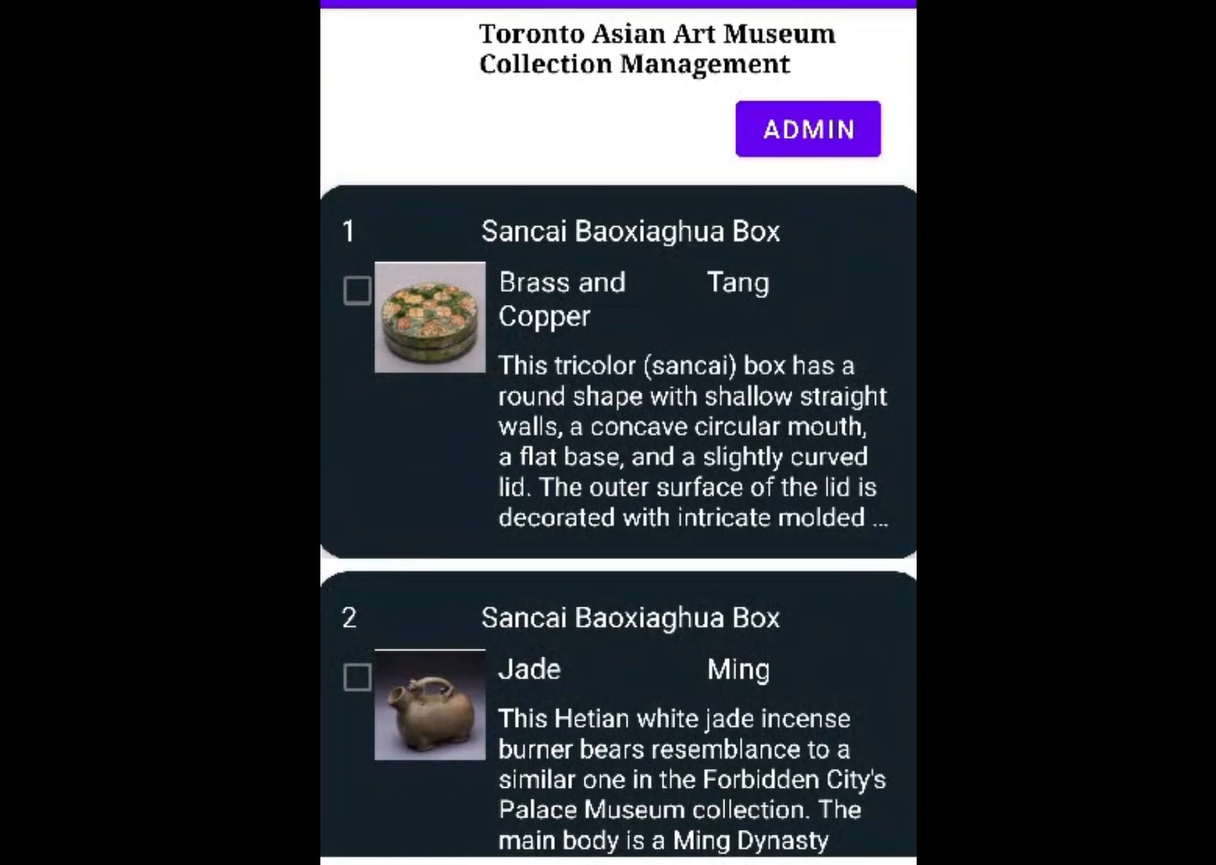 Toronto Asian Art Museum
Collection Management
ADMIN
1
Sancai Baoxiaghua Box
Brass and
Copper
Tang
This tricolor (sancai) box has a
round shape with shallow straight
walls, a concave circular mouth,
a flat base, and a slightly curved
lid. The outer surface of the lid is
decorated with intricate molded ...
2
Sancai Baoxiaghua Box
Jade
Ming
This Hetian white jade incense
burner bears resemblance to a
similar one in the Forbidden City's
Palace Museum collection. The
main body is a Ming Dynasty